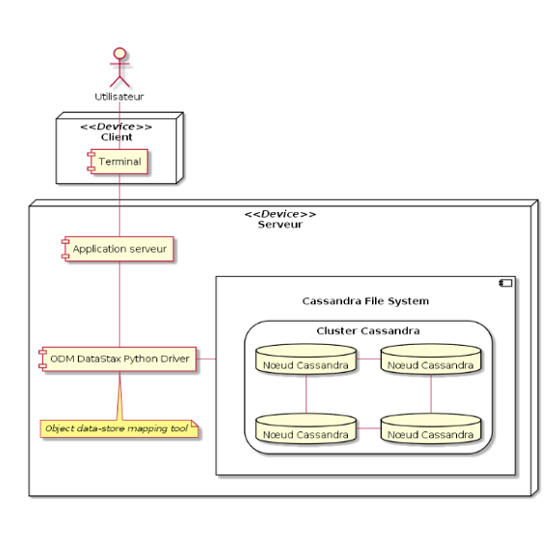 Utilisateur
<<Device>>
Client
Terminal
<<Device>>
Serveur
Application serveur
Cassandra File System
Cluster Cassandra
ODM DataStax Python Driver
Nœud Cassandra
Nœud Cassandra
Object data-store mapping tool
Nœud Cassandra
Nœud Cassandra